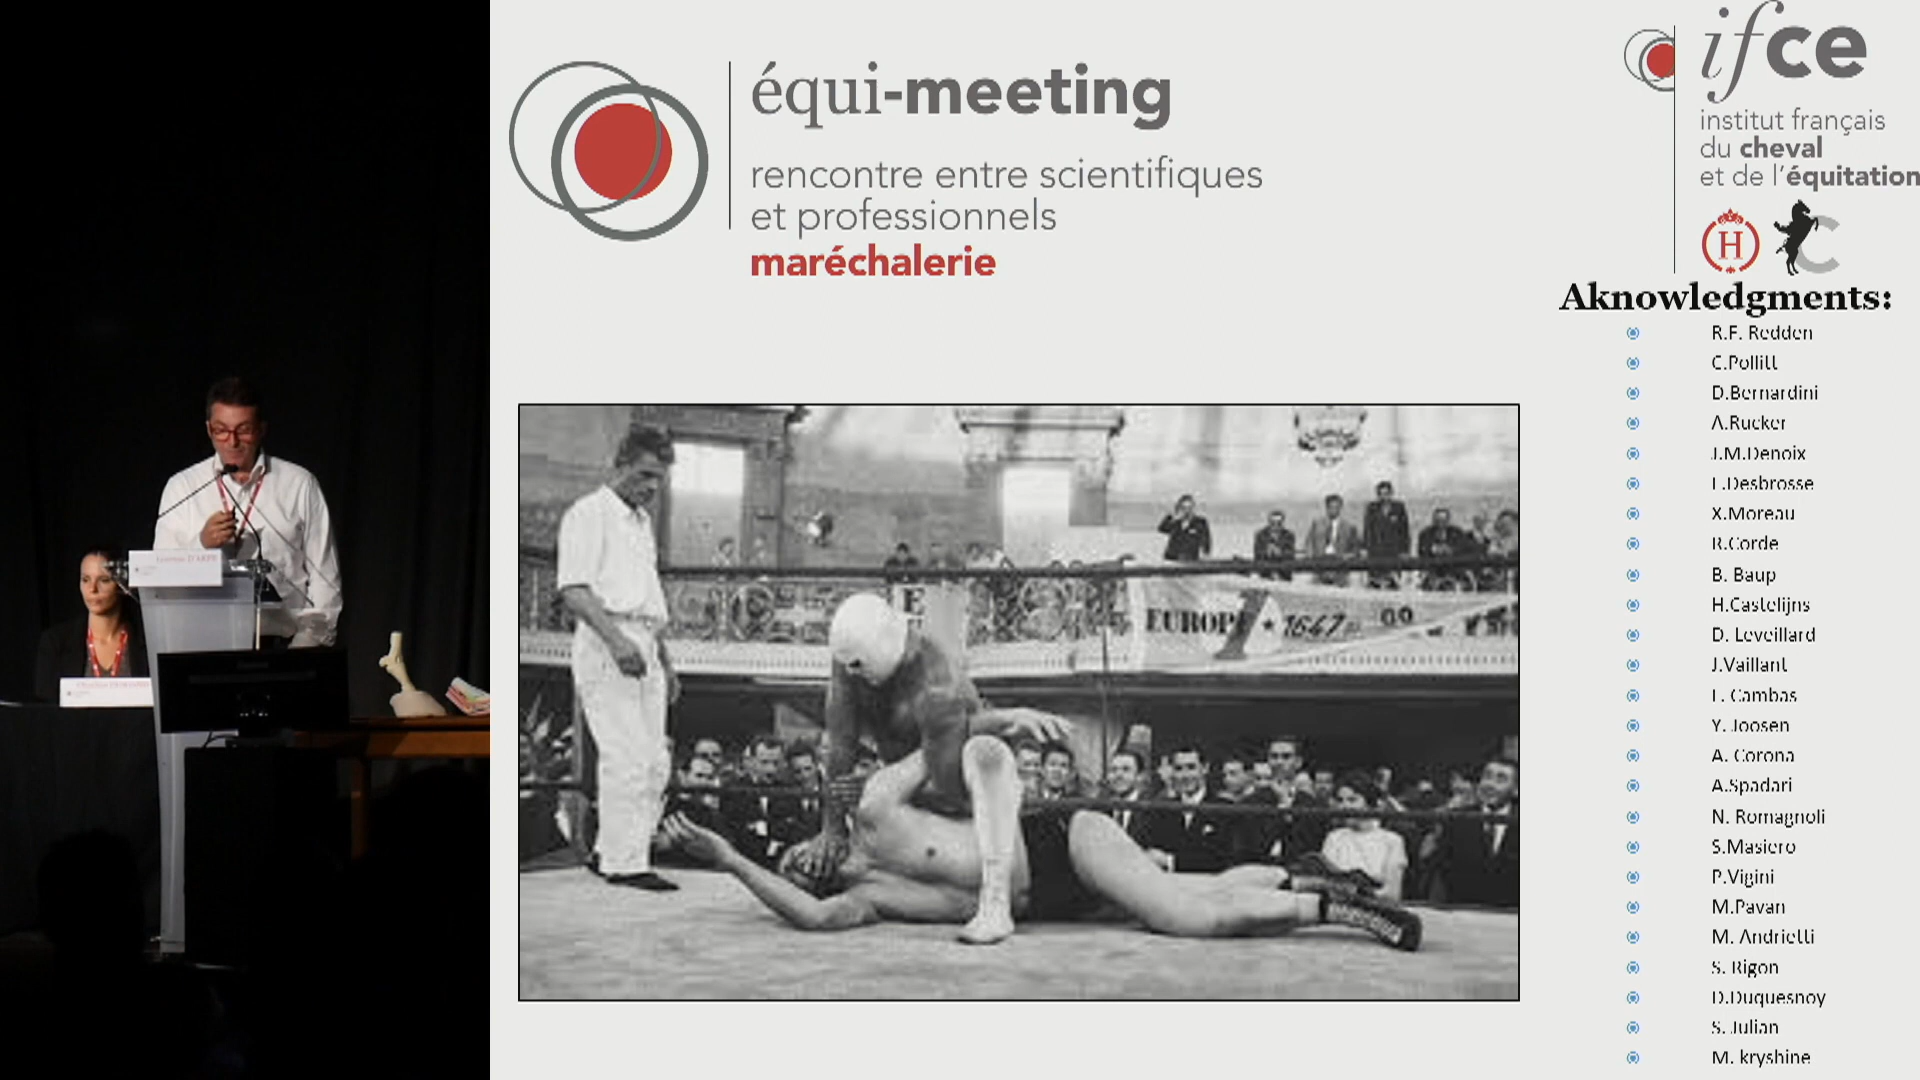 équi-meeting
rencontre entre scientifiques
et professionnels
maréchalerie
ifce
institut français
du cheval
et de l'équitation
H
C
Aknowledgments:
R.F. Redden
C.Pollitt
D.Bernardini
A.Rucker
J.M.Denoix
F.Desbrosse
X.Moreau
R.Corde
B. Baup
H.Castelijns
D. Leveillard
J.Vaillant
L. Cambas
Y. Joosen
A. Corona
A.Spadari
N. Romagnoli
S.Masiero
P.Vigini
M.Pavan
M. Andrietti
S. Rigon
D.Duquesnoy
S. Julian
M. kryshine
E
EUROPE 1